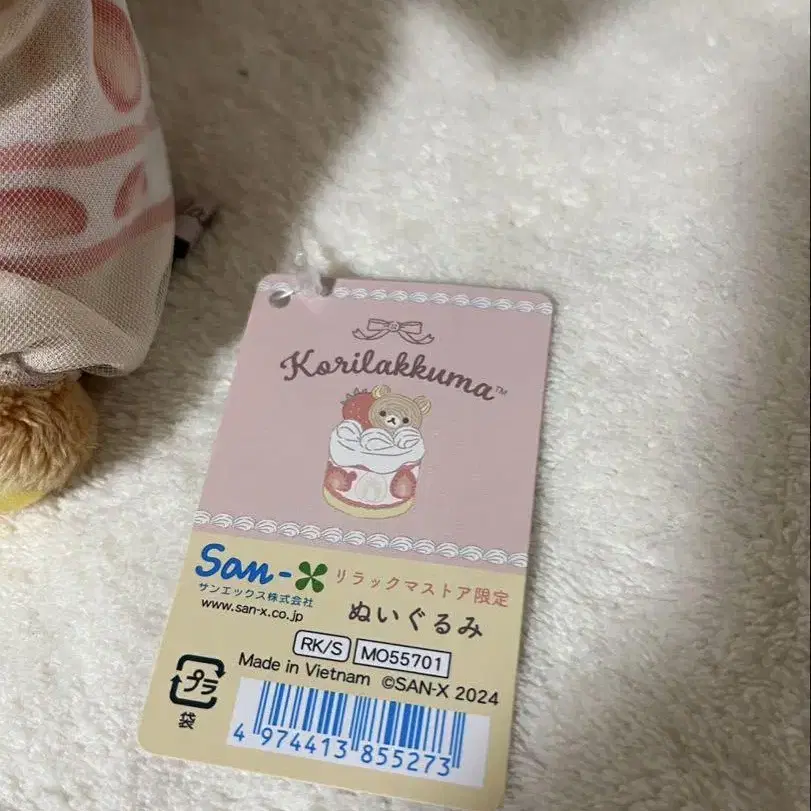 Korilakkuma™
San-X
リラックマストア限定
サンエックス株式会社
www.san-x.co.jp
ぬいぐるみ
RK/S MO55701
Made in Vietnam ©SAN-X 2024
プラ
袋
4 974413 855273